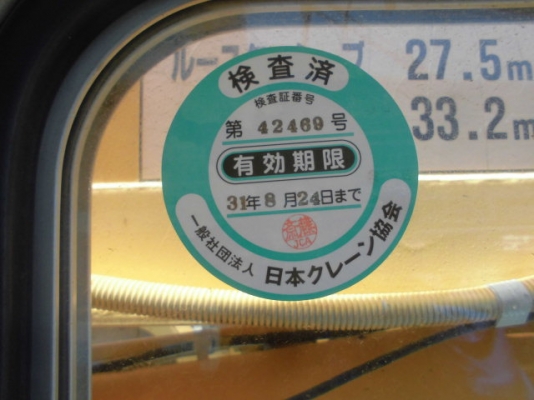 27.5m
33.2m
検査済
検査証番号
第 42469 号
有効期限
31年 8 月24日まで
一般社団法人 日本クレーン協会